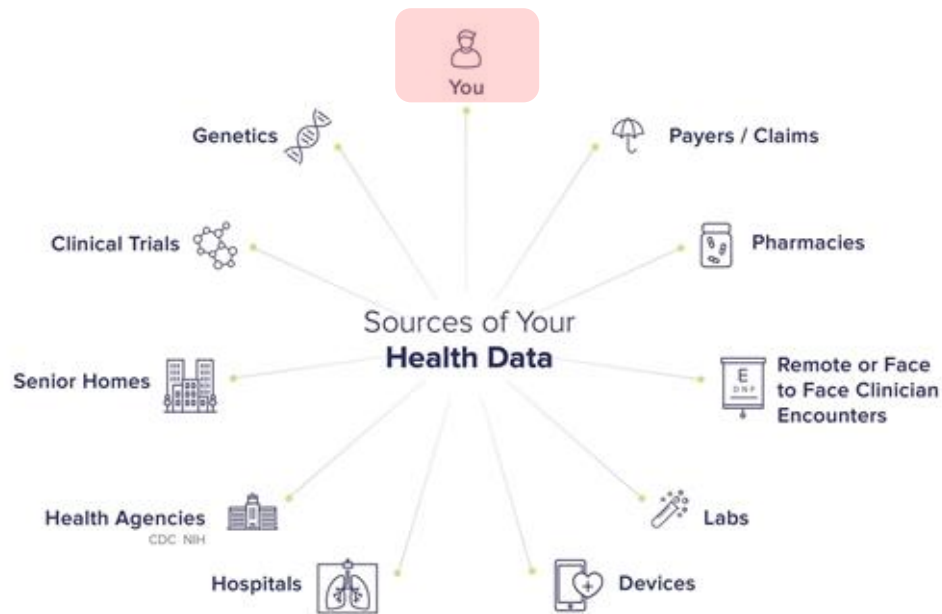 You
Genetics
Payers / Claims
Clinical Trials
Pharmacies
Sources of Your
Health Data
Senior Homes
Remote or Face
to Face Clinician
Encounters
E
D N P
Health Agencies
CDC NIH
Labs
Hospitals
Devices